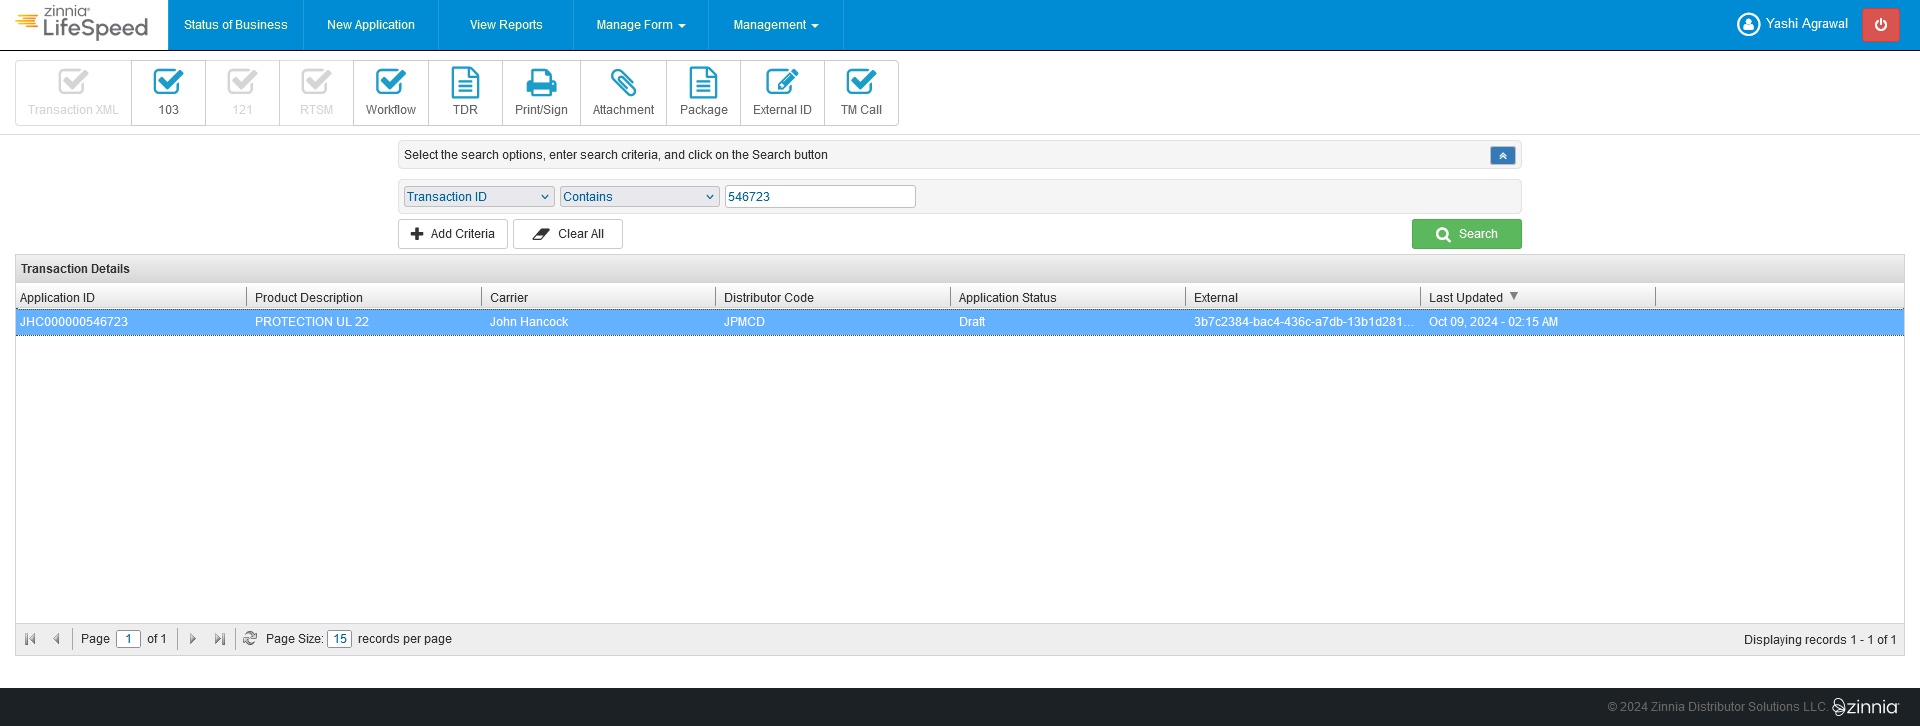 zinnia LifeSpeed
Status of Business New Application View Reports Manage Form Management Yashi Agrawal
Transaction XML 103 121 RTSM Workflow TDR Print/Sign Attachment Package External ID TM Call
Select the search options, enter search criteria, and click on the Search button
Transaction ID Contains 546723
Add Criteria Clear All Search
Transaction Details
Application ID Product Description Carrier Distributor Code Application Status External Last Updated
JHC000000546723 PROTECTION UL 22 John Hancock JPMCD Draft 3b7c2384-bac4-436c-a7db-13b1d281... Oct 09, 2024 - 02:15 AM
Page 1 of 1 Page Size: 15 records per page Displaying records 1 - 1 of 1
© 2024 Zinnia Distributor Solutions LLC. zinnia